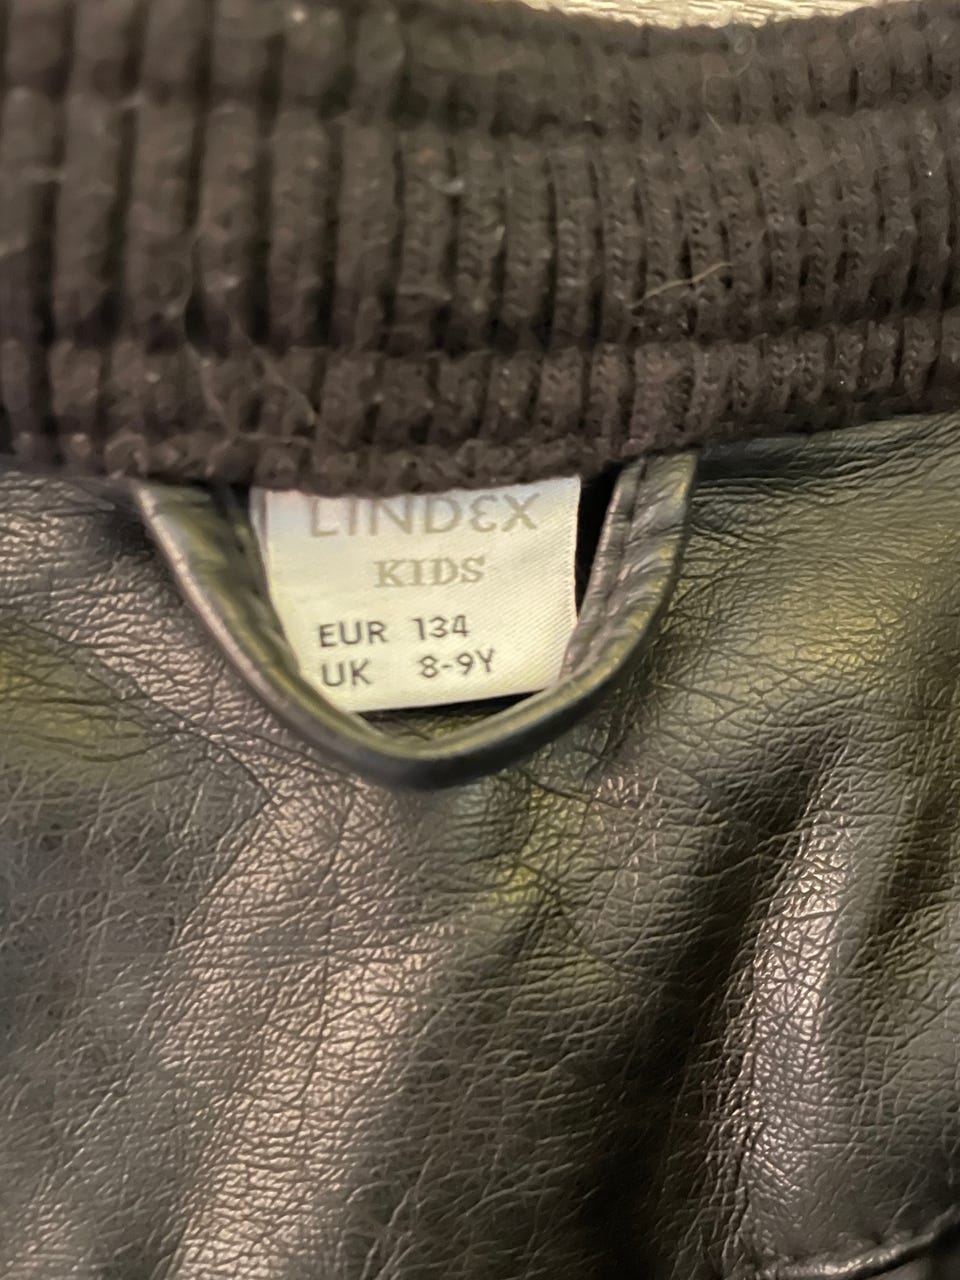 LINDEX
KIDS
EUR 134
UK 8-9Y